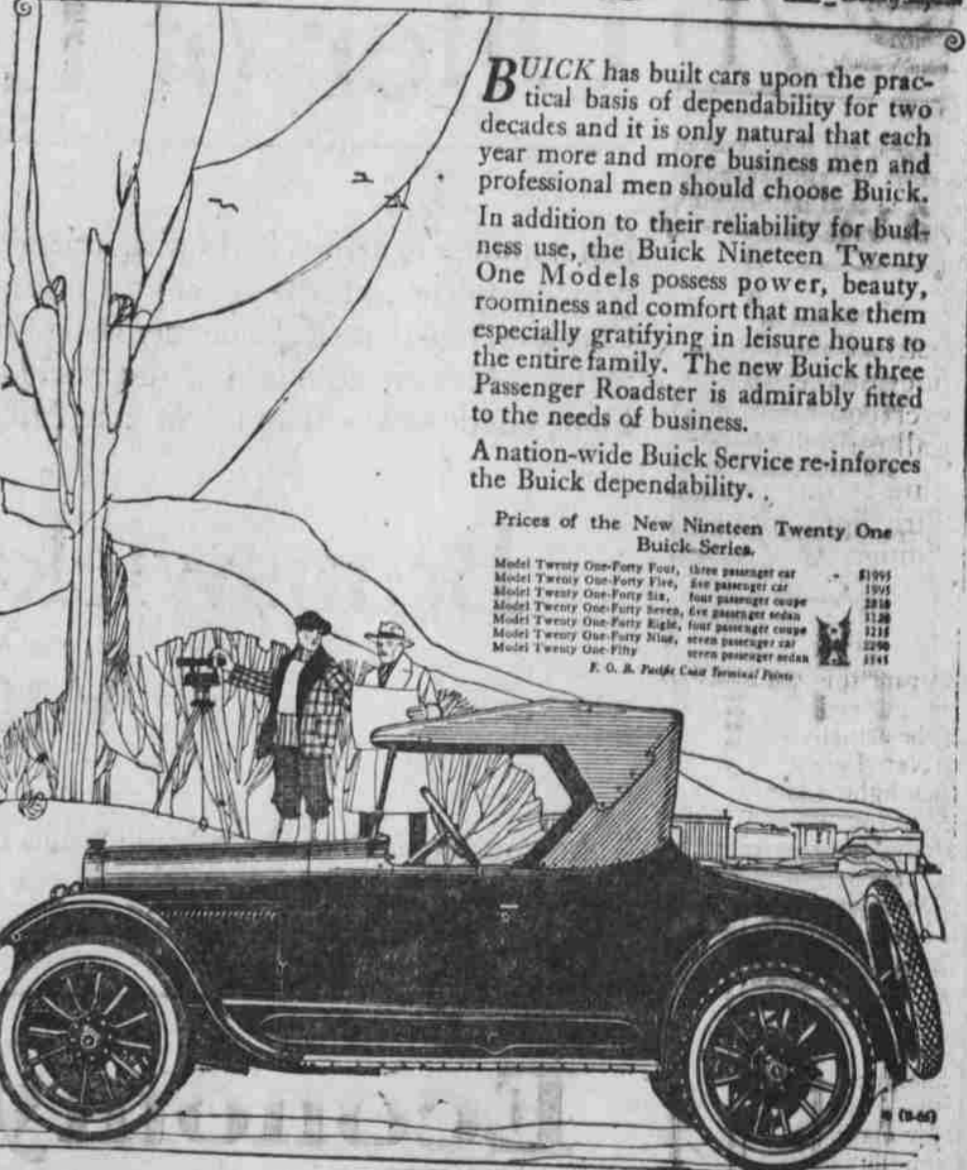 BUICK has built cars upon the prac-
tical basis of dependability for two
decades and it is only natural that each
year more and more business men and
professional men should choose Buick.
In addition to their reliability for busi-
ness use, the Buick Nineteen Twenty
One Models possess power, beauty,
roominess and comfort that make them
especially gratifying in leisure hours to
the entire family. The new Buick three
Passenger Roadster is admirably fitted
to the needs of business.
A nation-wide Buick Service re-inforces
the Buick dependability.
Prices of the New Nineteen Twenty One
Buick Series.
Model Twenty One-Forty Four, three passenger car $1995
Model Twenty One-Forty Five, five passenger car 1995
Model Twenty One-Forty Six, four passenger coupe
Model Twenty One-Forty Seven, five passenger sedan
Model Twenty One-Forty Eight, four passenger coupe
Model Twenty One-Forty Nine, seven passenger car
Model Twenty One-Fifty seven passenger sedan
F. O. B. Pacific Coast Terminal Points